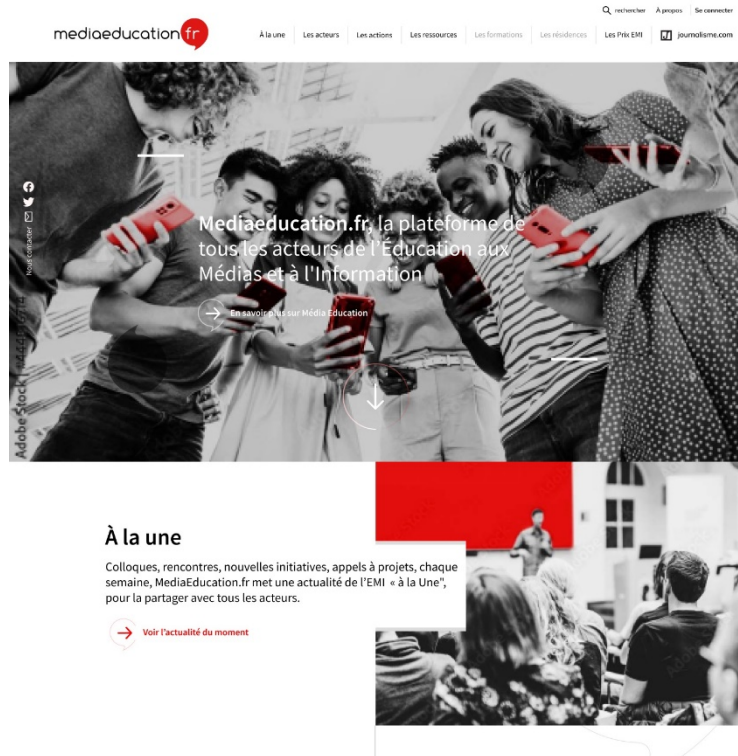 rechercher À propos Se connecter
mediaeducation fr
À la une Les acteurs Les actions Les ressources Les formations Les résidences Les Prix EMI journalisme.com
Nous contacter
Mediaeducation.fr, la plateforme de
tous les acteurs de l'Éducation aux
Médias et à l'Information
En savoir plus sur Média Éducation
À la une
Colloques, rencontres, nouvelles initiatives, appels à projets, chaque
semaine, MediaEducation.fr met une actualité de l'EMI « à la Une",
pour la partager avec tous les acteurs.
Voir l'actualité du moment